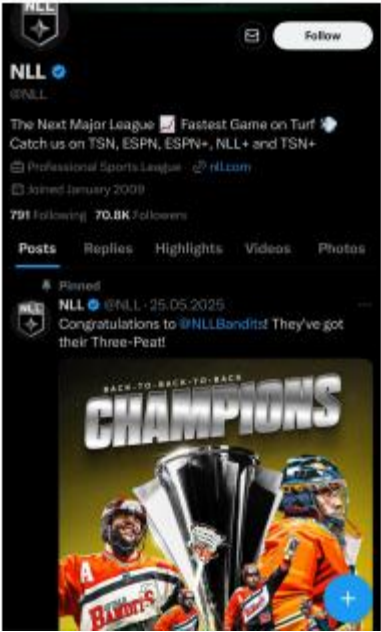 NLL
Follow
NLL
@NLL
The Next Major League 📈 Fastest Game on Turf 💨
Catch us on TSN, ESPN, ESPN+, NLL+ and TSN+
Professional Sports League nll.com
Joined January 2009
791 Following 70.8K Followers
Posts Replies Highlights Videos Photos
Pinned
NLL @NLL · 25.05.2025
NLL
Congratulations to @NLLBandits! They've got
their Three-Peat!
BACK-TO-BACK-TO-BACK
CHAMPIONS
A
BANDITS